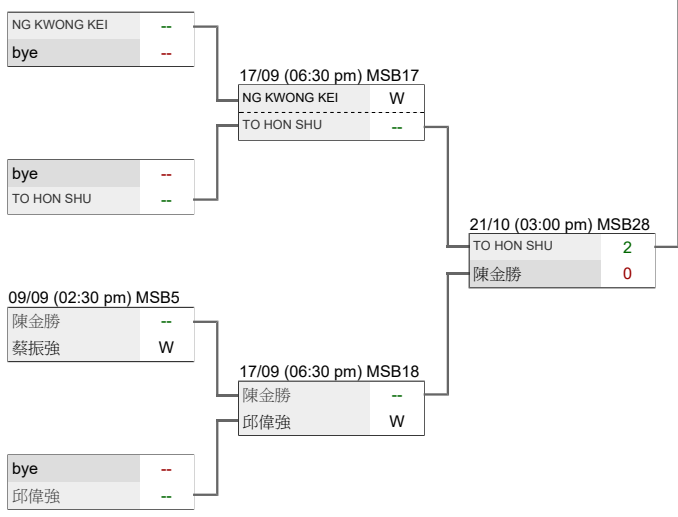 NG KWONG KEI --
bye --
17/09 (06:30 pm) MSB17
NG KWONG KEI W
TO HON SHU --
bye --
TO HON SHU --
21/10 (03:00 pm) MSB28
TO HON SHU 2
陳金勝 0
09/09 (02:30 pm) MSB5
陳金勝 --
蔡振強 W
17/09 (06:30 pm) MSB18
陳金勝 --
邱偉強 W
bye --
邱偉強 --